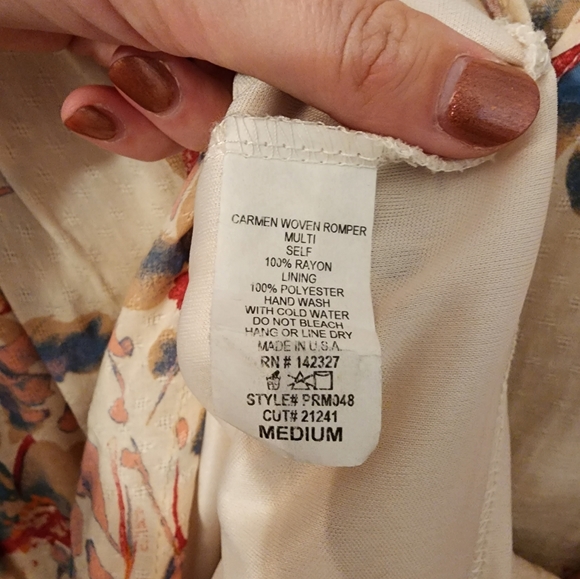 CARMEN WOVEN ROMPER
MULTI
SELF
100% RAYON
LINING
100% POLYESTER
HAND WASH
WITH COLD WATER
DO NOT BLEACH
HANG OR LINE DRY
MADE IN U.S.A.
RN # 142327
STYLE# PRM048
CUT# 21241
MEDIUM